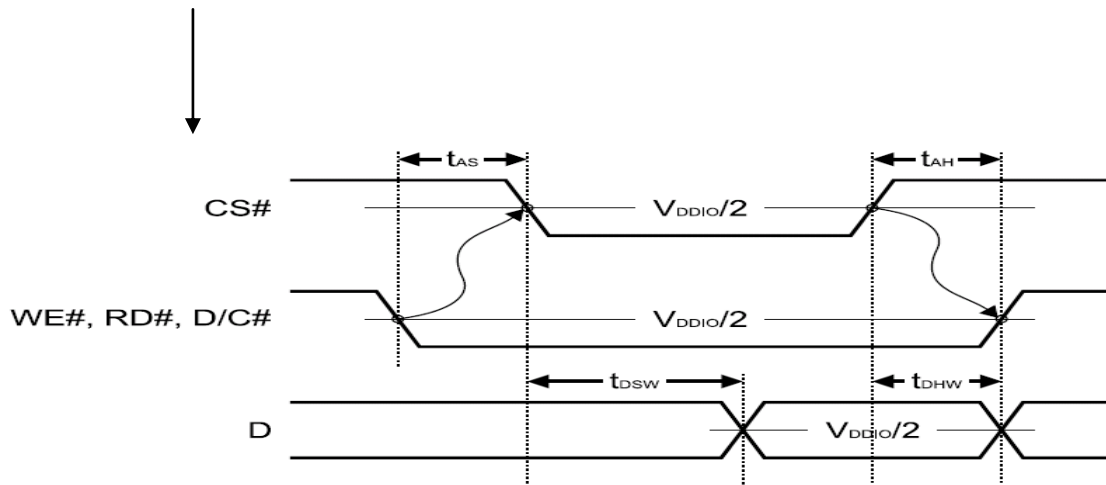 tAS tAH
CS# VDDIO/2
WE#, RD#, D/C# VDDIO/2
tDSW tDHW
D VDDIO/2